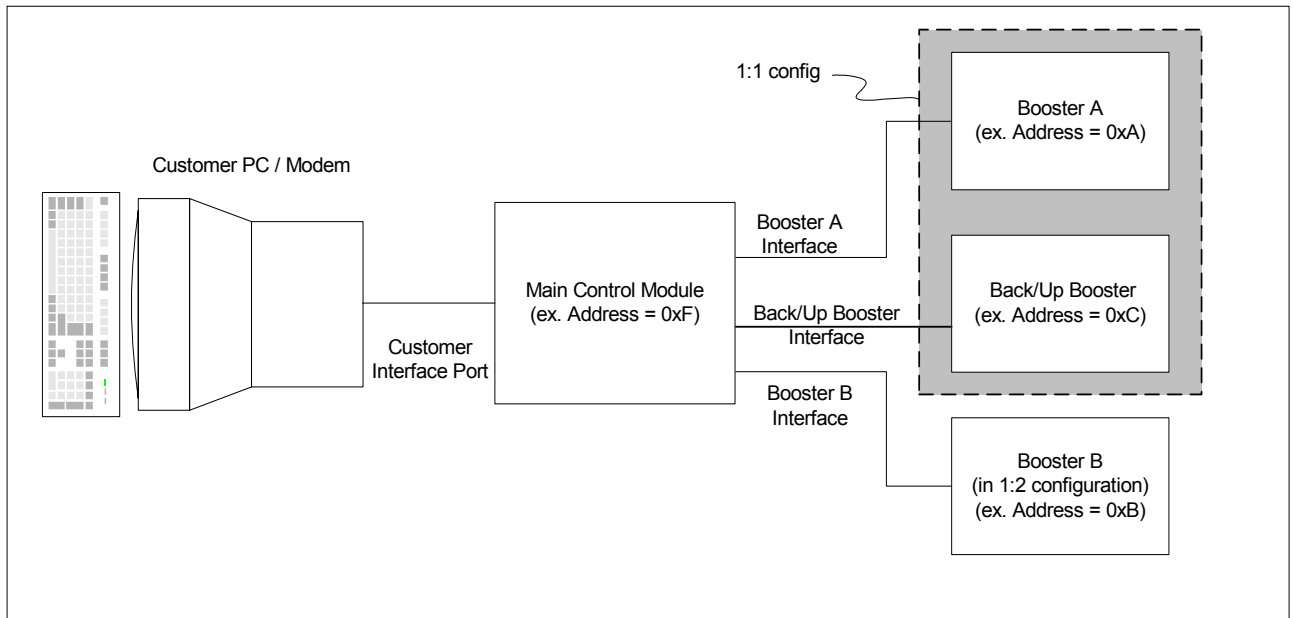 1:1 config
Booster A
(ex. Address = 0xA)
Customer PC / Modem
Booster A
Interface
Main Control Module
(ex. Address = 0xF)
Back/Up Booster
(ex. Address = 0xC)
Back/Up Booster
Interface
Customer
Interface Port
Booster B
Interface
Booster B
(in 1:2 configuration)
(ex. Address = 0xB)